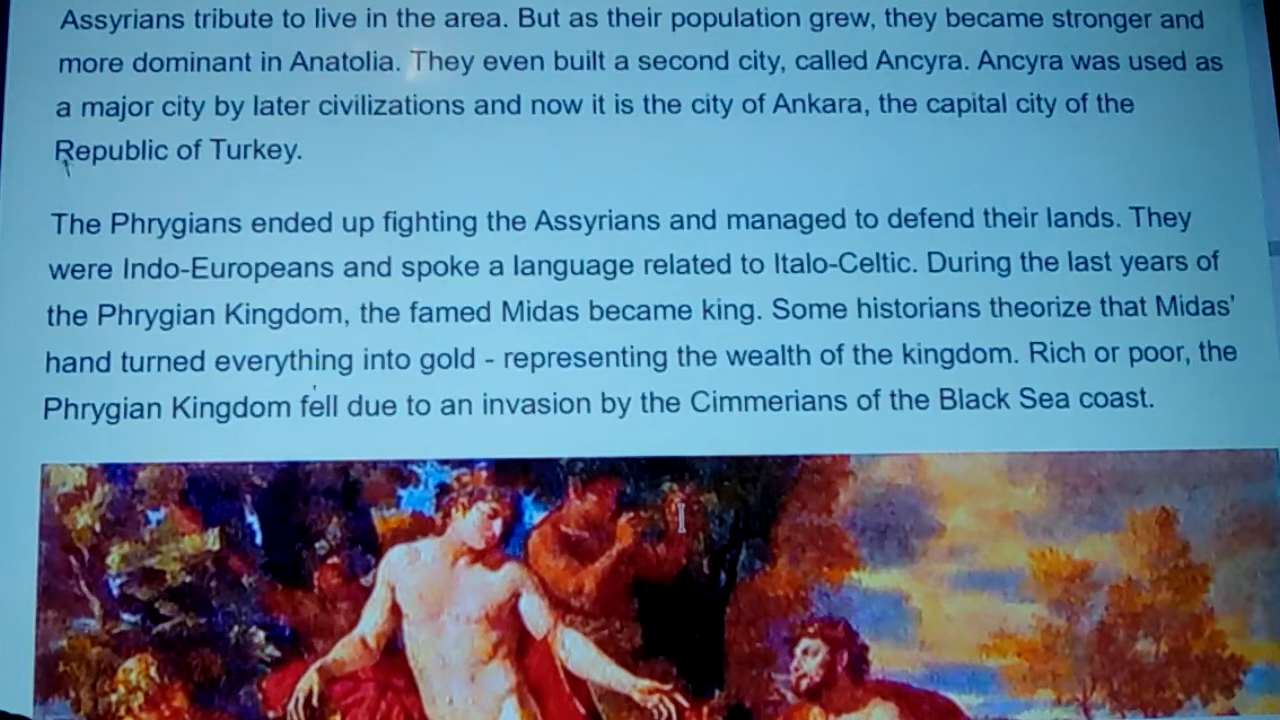 Assyrians tribute to live in the area. But as their population grew, they became stronger and
more dominant in Anatolia. They even built a second city, called Ancyra. Ancyra was used as
a major city by later civilizations and now it is the city of Ankara, the capital city of the
Republic of Turkey.
The Phrygians ended up fighting the Assyrians and managed to defend their lands. They
were Indo-Europeans and spoke a language related to Italo-Celtic. During the last years of
the Phrygian Kingdom, the famed Midas became king. Some historians theorize that Midas'
hand turned everything into gold - representing the wealth of the kingdom. Rich or poor, the
Phrygian Kingdom fell due to an invasion by the Cimmerians of the Black Sea coast.